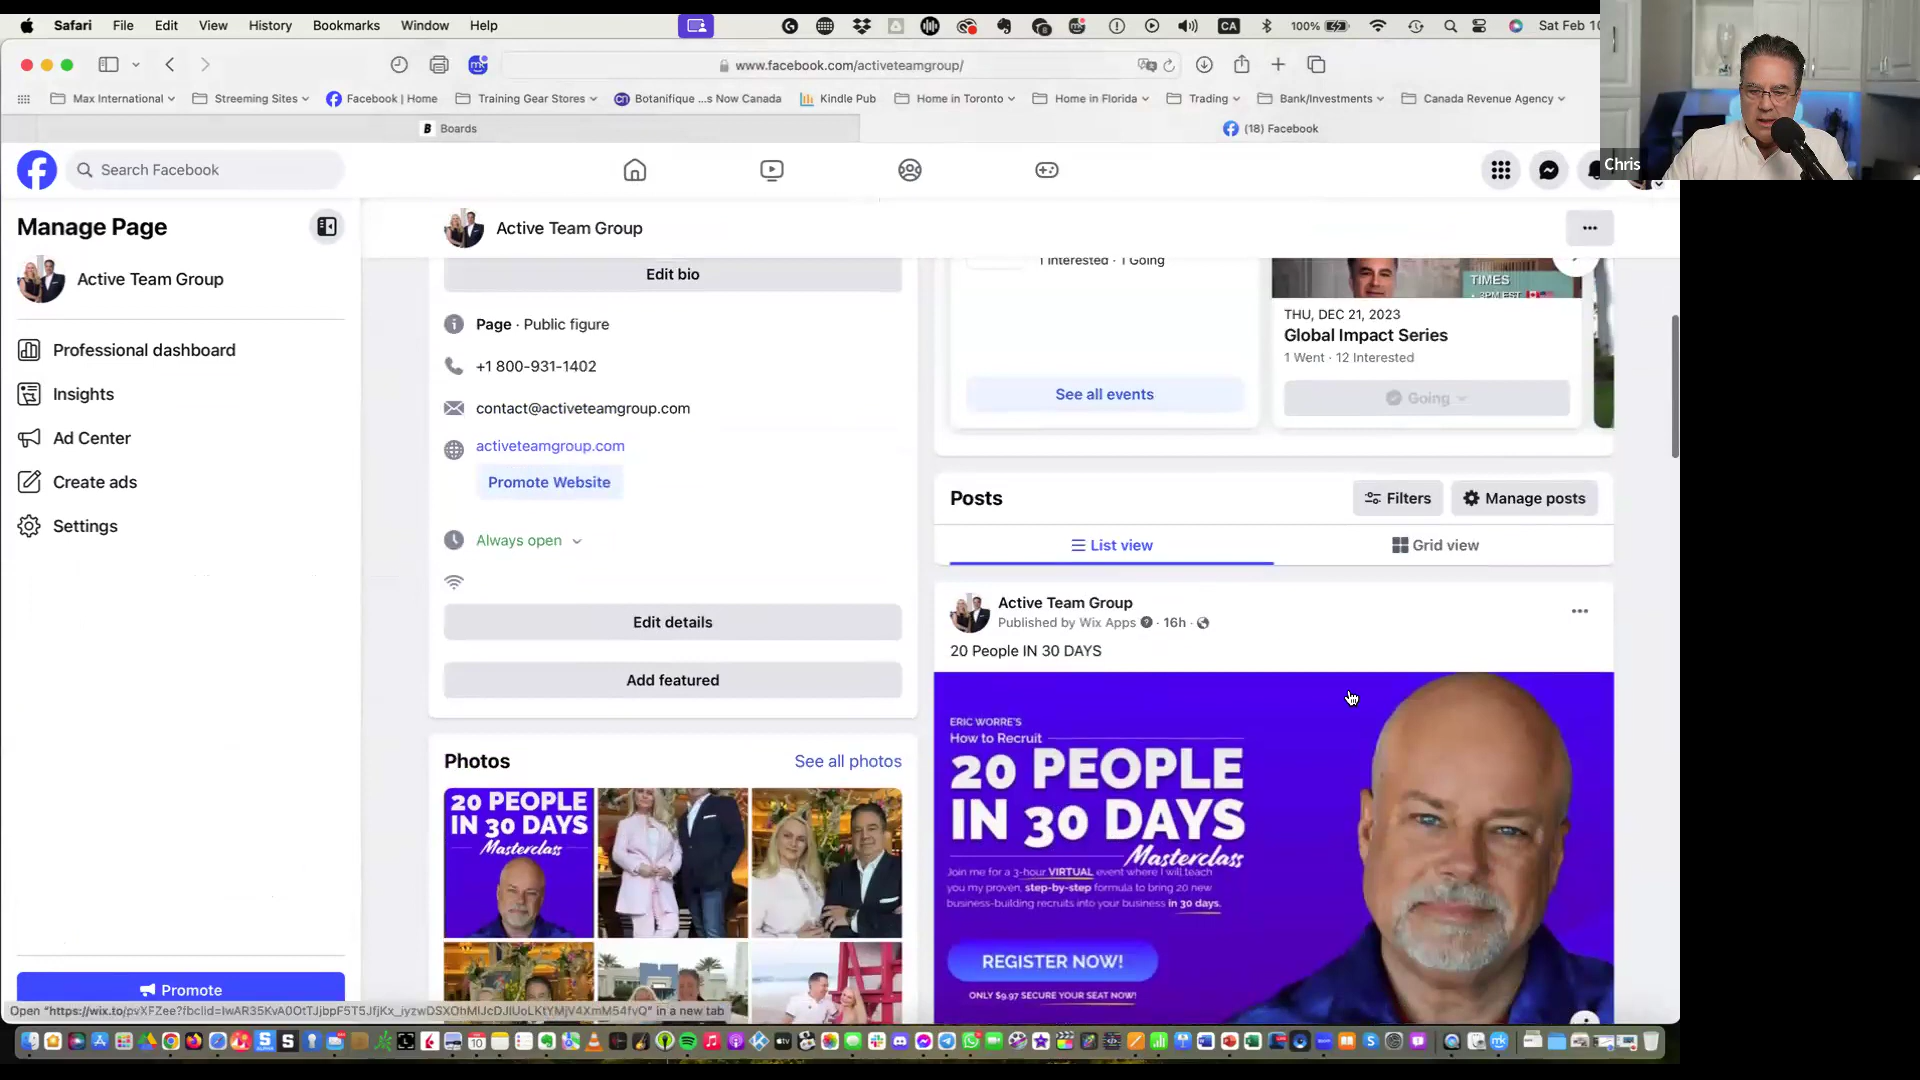 Safari File Edit View History Bookmarks Window Help
CA 100% Sat Feb 10
www.facebook.com/activeteamgroup/
Max International Streeming Sites Facebook | Home Training Gear Stores Botanifique ...s Now Canada Kindle Pub Home in Toronto Home in Florida Trading Bank/Investments Canada Revenue Agency
B Boards
(18) Facebook
Chris
Search Facebook
Manage Page
Active Team Group
Professional dashboard
Insights
Ad Center
Create ads
Settings
Promote
Active Team Group
Edit bio
Page · Public figure
+1 800-931-1402
contact@activeteamgroup.com
activeteamgroup.com
Promote Website
Always open
Edit details
Add featured
Photos
See all photos
20 PEOPLE
IN 30 DAYS
Masterclass
1 Interested · 1 Going
See all events
TIMES
• 3PM EST
THU, DEC 21, 2023
Global Impact Series
1 Went · 12 Interested
Going
Posts
Filters
Manage posts
List view
Grid view
Active Team Group
Published by Wix Apps · 16h ·
20 People IN 30 DAYS
ERIC WORRE'S
How to Recruit
20 PEOPLE
IN 30 DAYS
Masterclass
Join me for a 3-hour VIRTUAL event where I will teach
you my proven, step-by-step formula to bring 20 new
business-building recruits into your business in 30 days.
REGISTER NOW!
ONLY $9.97 SECURE YOUR SEAT NOW!